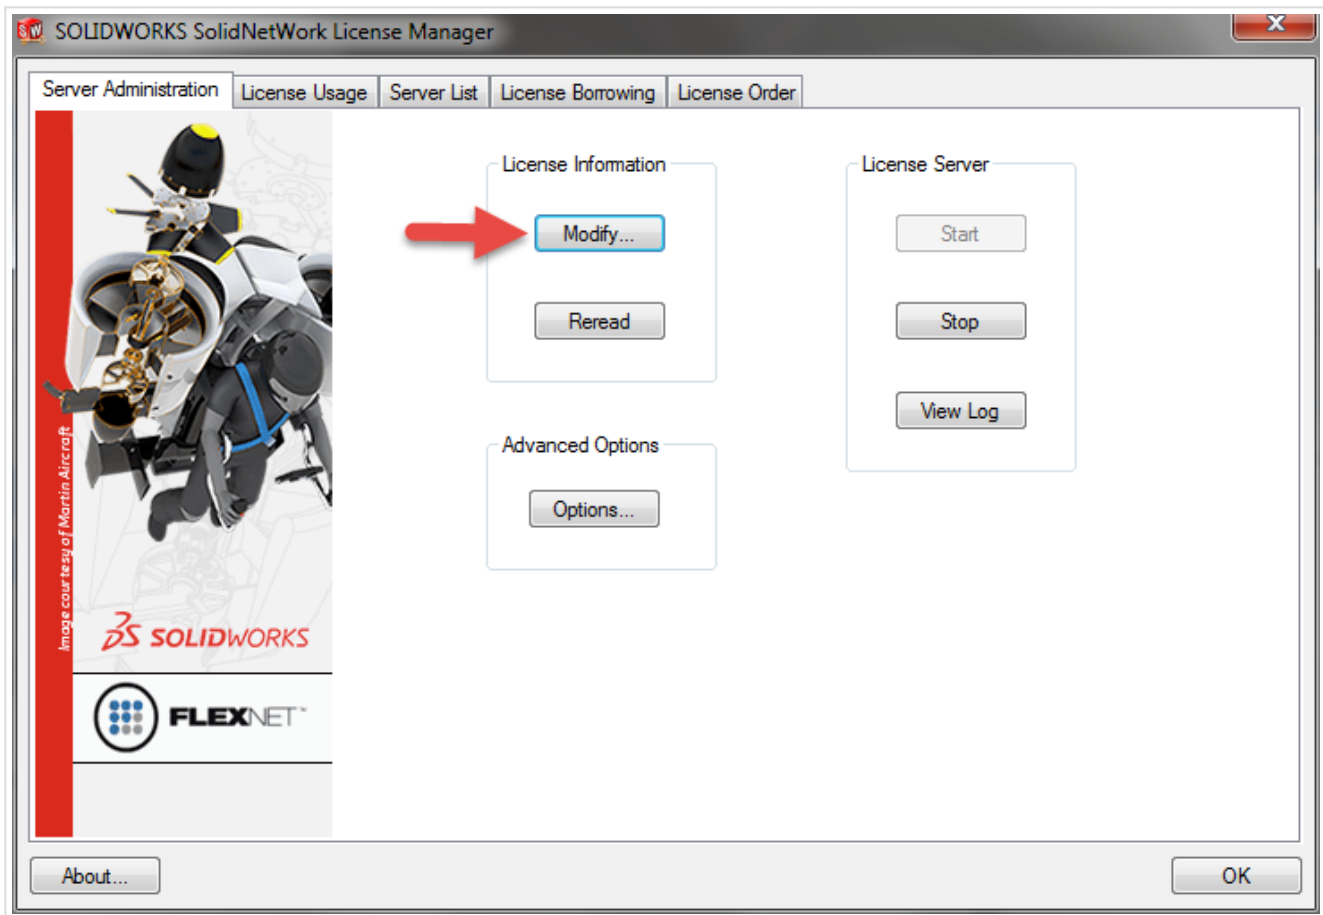 SOLIDWORKS SolidNetWork License Manager
X
Server Administration License Usage Server List License Borrowing License Order
License Information
Modify...
Reread
License Server
Start
Stop
View Log
Advanced Options
Options...
Image courtesy of Martin Aircraft
SOLIDWORKS
FLEXNET™
About...
OK